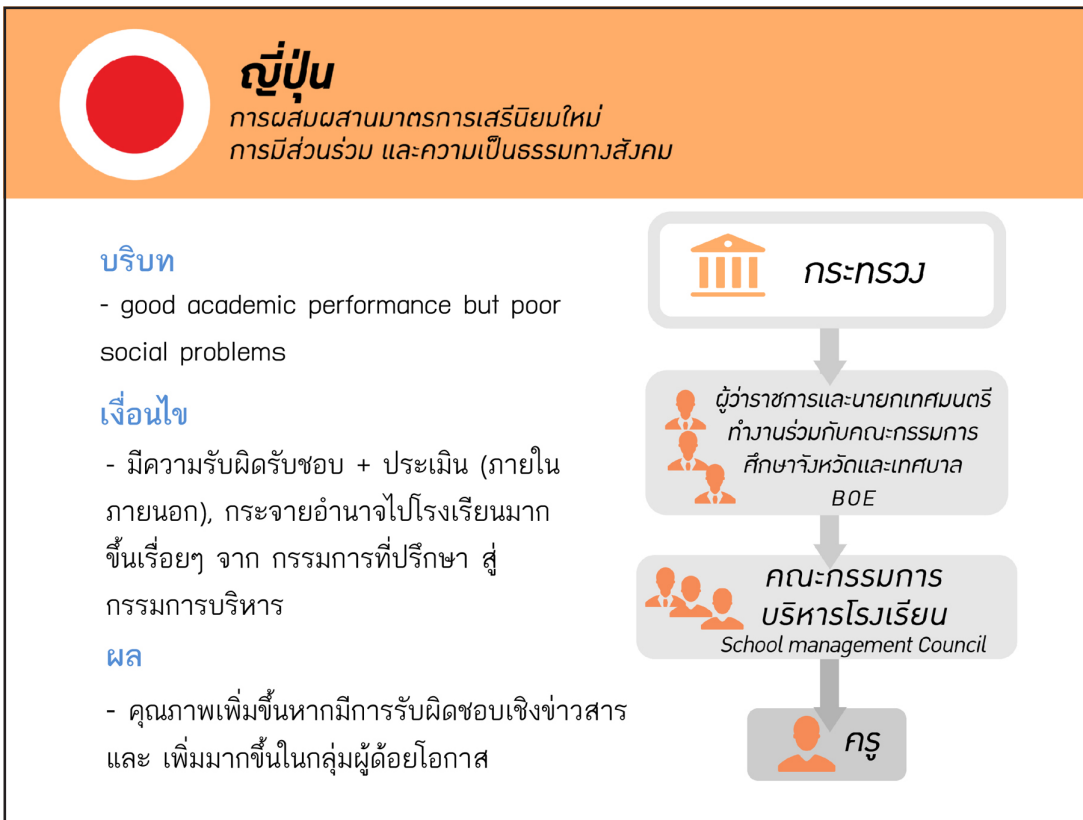 ญี่ปุ่น
การผสมผสานมาตรการเสรีนิยมใหม่
การมีส่วนร่วม และความเป็นธรรมทางสังคม
บริบท
- good academic performance but poor
social problems
เงื่อนไข
- มีความรับผิดรับชอบ + ประเมิน (ภายใน
ภายนอก), กระจายอำนาจไปโรงเรียนมาก
ขึ้นเรื่อยๆ จาก กรรมการที่ปรึกษา สู่
กรรมการบริหาร
ผล
- คุณภาพเพิ่มขึ้นหากมีการรับผิดชอบเชิงข่าวสาร
และ เพิ่มมากขึ้นในกลุ่มผู้ด้อยโอกาส
กระทรวง
ผู้ว่าราชการและนายกเทศมนตรี
ทำงานร่วมกับคณะกรรมการ
ศึกษาจังหวัดและเทศบาล
BOE
คณะกรรมการ
บริหารโรงเรียน
School management Council
ครู